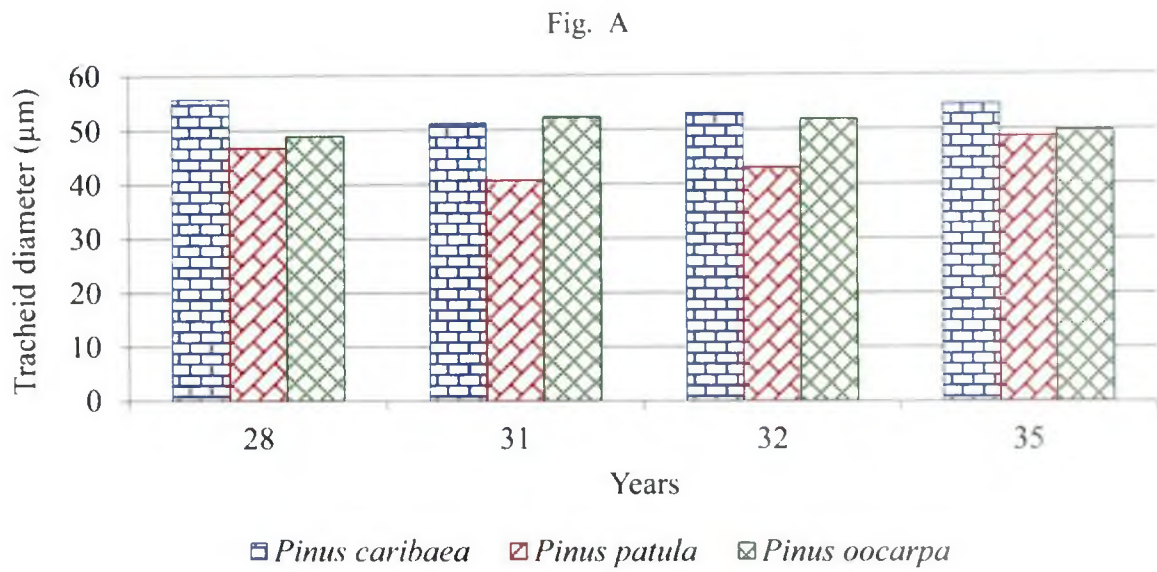 Fig. A
Tracheid diameter (μm)
60
50
40
30
20
10
0
28 31 32 35
Years
Pinus caribaea Pinus patula Pinus oocarpa